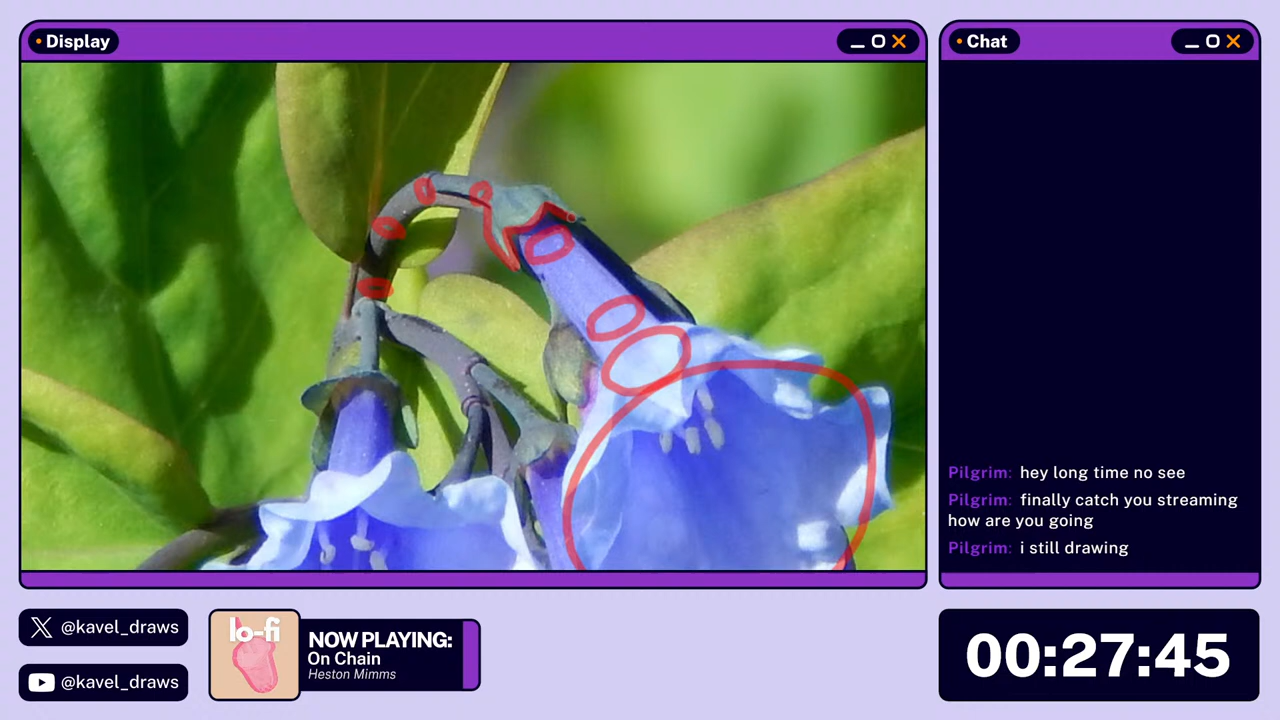 Display
Chat
Pilgrim: hey long time no see
Pilgrim: finally catch you streaming
how are you going
Pilgrim: i still drawing
@kavel_draws
@kavel_draws
lo-fi
NOW PLAYING:
On Chain
Heston Mimms
00:27:45